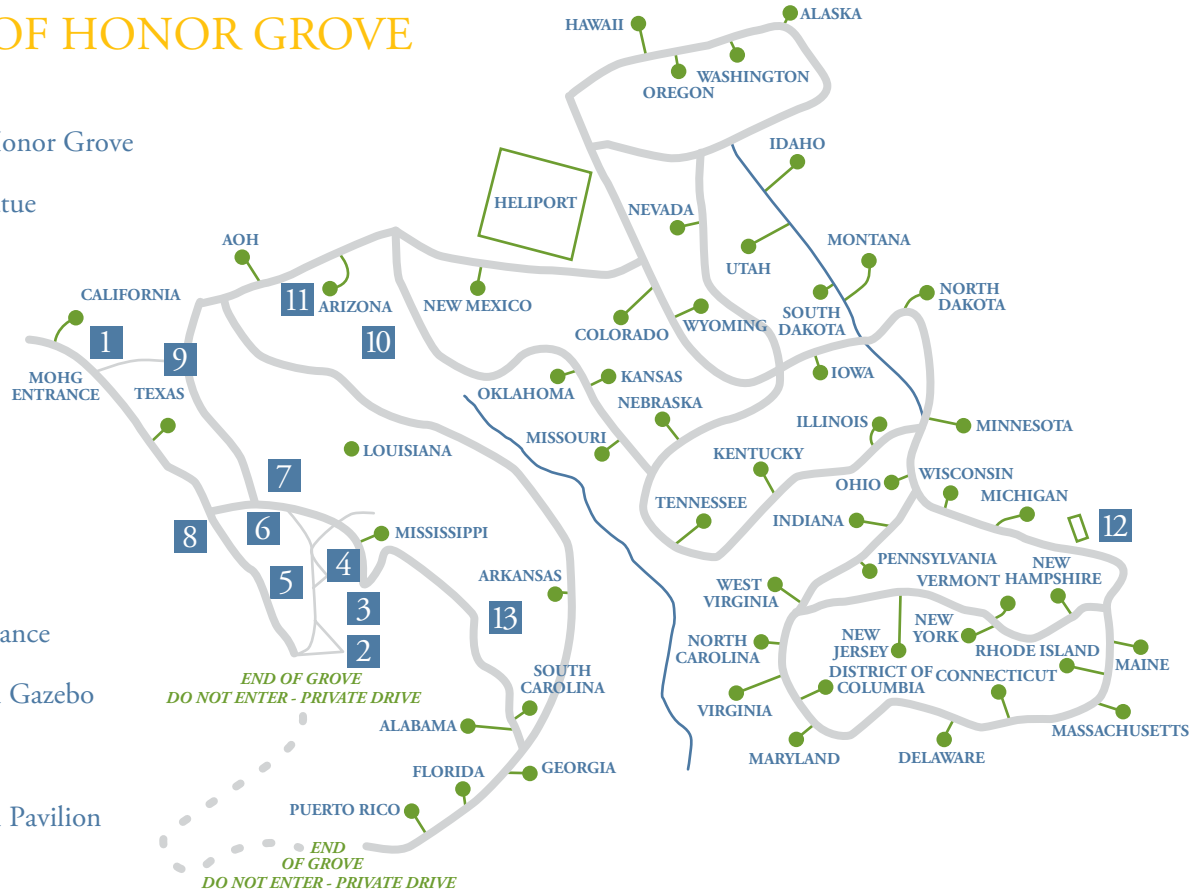 OF HONOR GROVE
Honor Grove
tue
ance
Gazebo
Pavilion
HAWAII
ALASKA
WASHINGTON
OREGON
IDAHO
HELIPORT
NEVADA
UTAH
MONTANA
AOH
CALIFORNIA
11
ARIZONA
NEW MEXICO
COLORADO
WYOMING
SOUTH
DAKOTA
NORTH
DAKOTA
1
9
10
MOHG
ENTRANCE
TEXAS
OKLAHOMA
KANSAS
IOWA
NEBRASKA
MISSOURI
ILLINOIS
MINNESOTA
LOUISIANA
KENTUCKY
OHIO
WISCONSIN
7
TENNESSEE
MICHIGAN
8
6
MISSISSIPPI
INDIANA
12
5
4
ARKANSAS
PENNSYLVANIA
VERMONT
NEW
HAMPSHIRE
3
13
WEST
VIRGINIA
2
NORTH
CAROLINA
NEW
JERSEY
NEW
YORK
RHODE ISLAND
MAINE
END OF GROVE
DO NOT ENTER - PRIVATE DRIVE
SOUTH
CAROLINA
DISTRICT OF
COLUMBIA
CONNECTICUT
VIRGINIA
ALABAMA
MASSACHUSETTS
MARYLAND
DELAWARE
FLORIDA
GEORGIA
PUERTO RICO
END
OF GROVE
DO NOT ENTER - PRIVATE DRIVE